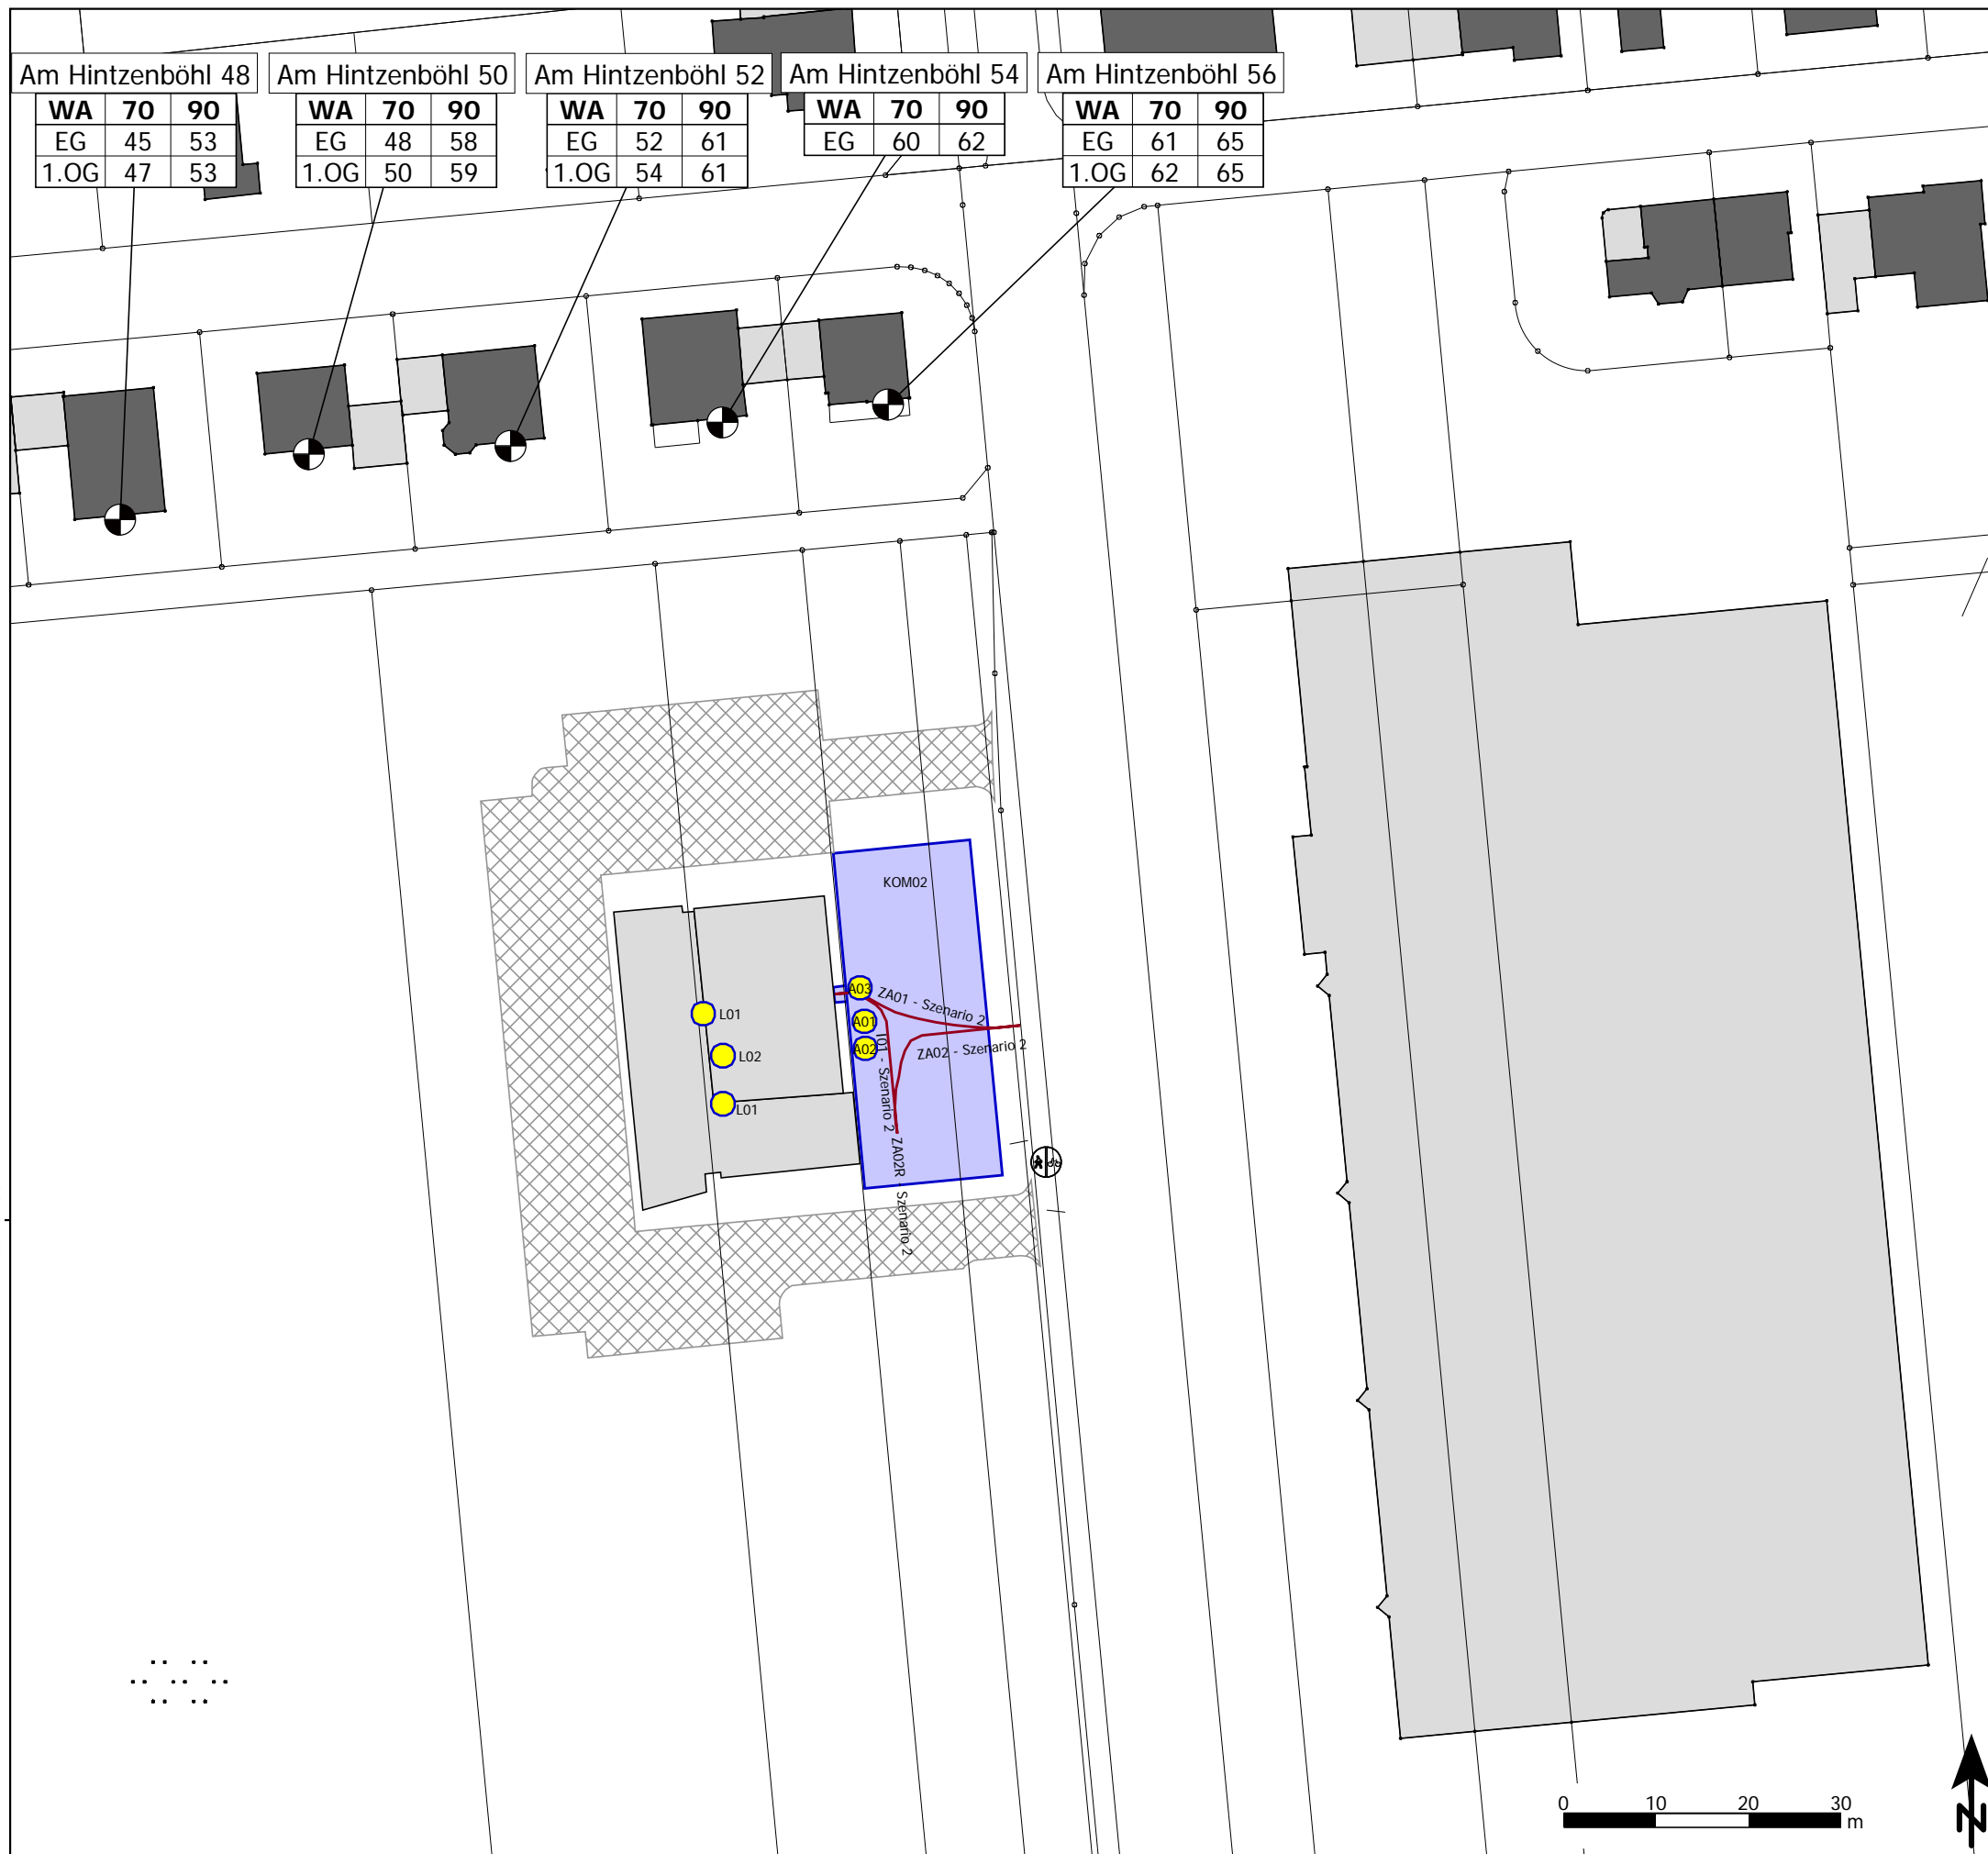 Am Hintzenböhl 48
WA 70 90
EG 45 53
1.OG 47 53
Am Hintzenböhl 50
WA 70 90
EG 48 58
1.OG 50 59
Am Hintzenböhl 52
WA 70 90
EG 52 61
1.OG 54 61
Am Hintzenböhl 54
WA 70 90
EG 60 62
Am Hintzenböhl 56
WA 70 90
EG 61 65
1.OG 62 65
KOM02
A03
ZA01 - Szenario 2
L01
A01
L02
A02
ZA02 - Szenario 2
L01
- Szenario 2
ZA02R - Szenario 2
0 10 20 30
m
N